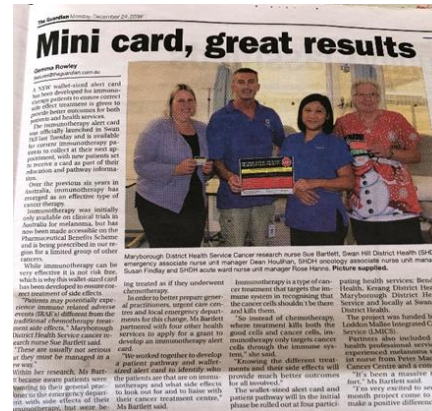 The Guardian Monday, December 24, 2018
Mini card, great results
Gemma Rowley
A NEW wallet-sized alert card
has been developed for immuno-
therapy patients to ensure correct
side effect treatment is given to
provide better outcomes for both
patients and health services.
The immunotherapy alert card
was officially launched in Swan
Hill last Tuesday and is available
for current immunotherapy pa-
tients to collect at their next ap-
pointment, with new patients set
to receive a card as part of their
education and pathway informa-
tion.
Over the previous six years in
Australia, immunotherapy has
emerged as an effective type of
cancer therapy.
Immunotherapy was initially
only available on clinical trials in
Australia for melanoma, but has
now been made accessible on the
Pharmaceutical Benefits Scheme
and is being prescribed in our re-
gion for a limited group of other
cancers.
While immunotherapy can be
very effective it is not risk free,
which is why this wallet-sized card
has been developed to ensure cor-
rect treatment of side effects.
"Patients may possibly expe-
rience immune related adverse
events (IRAE's) different from the
traditional chemotherapy treat-
ment side effects," Maryborough
District Health Service cancer re-
search nurse Sue Bartlett said.
"These are usually not serious
but they must be managed in a
way."
Within her research, Ms Bart-
became aware patients were
to their general prac-
to the emergency depart-
with side effects of their
immunotherapy, but were be-
Maryborough District Health Service Cancer research nurse Sue Bartlett, Swan Hill District Health (SHDH)
emergency associate nurse unit manager Dean Houlihan, SHDH oncology associate nurse unit
Susan Findlay and SHDH acute ward nurse unit manager Rose Hanns. Picture supplied.
ing treated as if they underwent
chemotherapy.
In order to better prepare gener-
al practitioners, urgent care cen-
tres and local emergency depart-
ments for this change, Ms Bartlett
partnered with four other health
services to apply for a grant to
develop an immunotherapy alert
card.
"We worked together to develop
a patient pathway and wallet-
sized alert card to identify who
the patients are that are on immuno-
therapy and what side effects
to look out for and to liaise with
their cancer treatment centre,"
Ms Bartlett said.
Immunotherapy is a type of can-
cer treatment that targets the im-
mune system in recognising that
the cancer cells shouldn't be there
and kills them.
"So instead of chemotherapy,
where treatment kills both the
good cells and cancer cells, im-
munotherapy only targets cancer
cells through the immune sys-
tem," she said.
"Knowing the different treat-
ments and their side effects will
provide much better outcomes
for all involved."
The wallet-sized alert card and
patient pathway in the initial
phase be rolled out at four partici-
pating health services: Bend
Health, Kerang District Hea
Maryborough District He
Service and locally at Swan
District Health.
The project was funded b
Loddon Mallee Integrated C
Service (LMICS).
Partners also included
health professional
experienced melanoma
ist nurse from Peter Mac
Cancer Centre and a con
"It's been a massive
fort," Ms Bartlett said.
"I'm very excited to se
month project come to
make a positive differenc